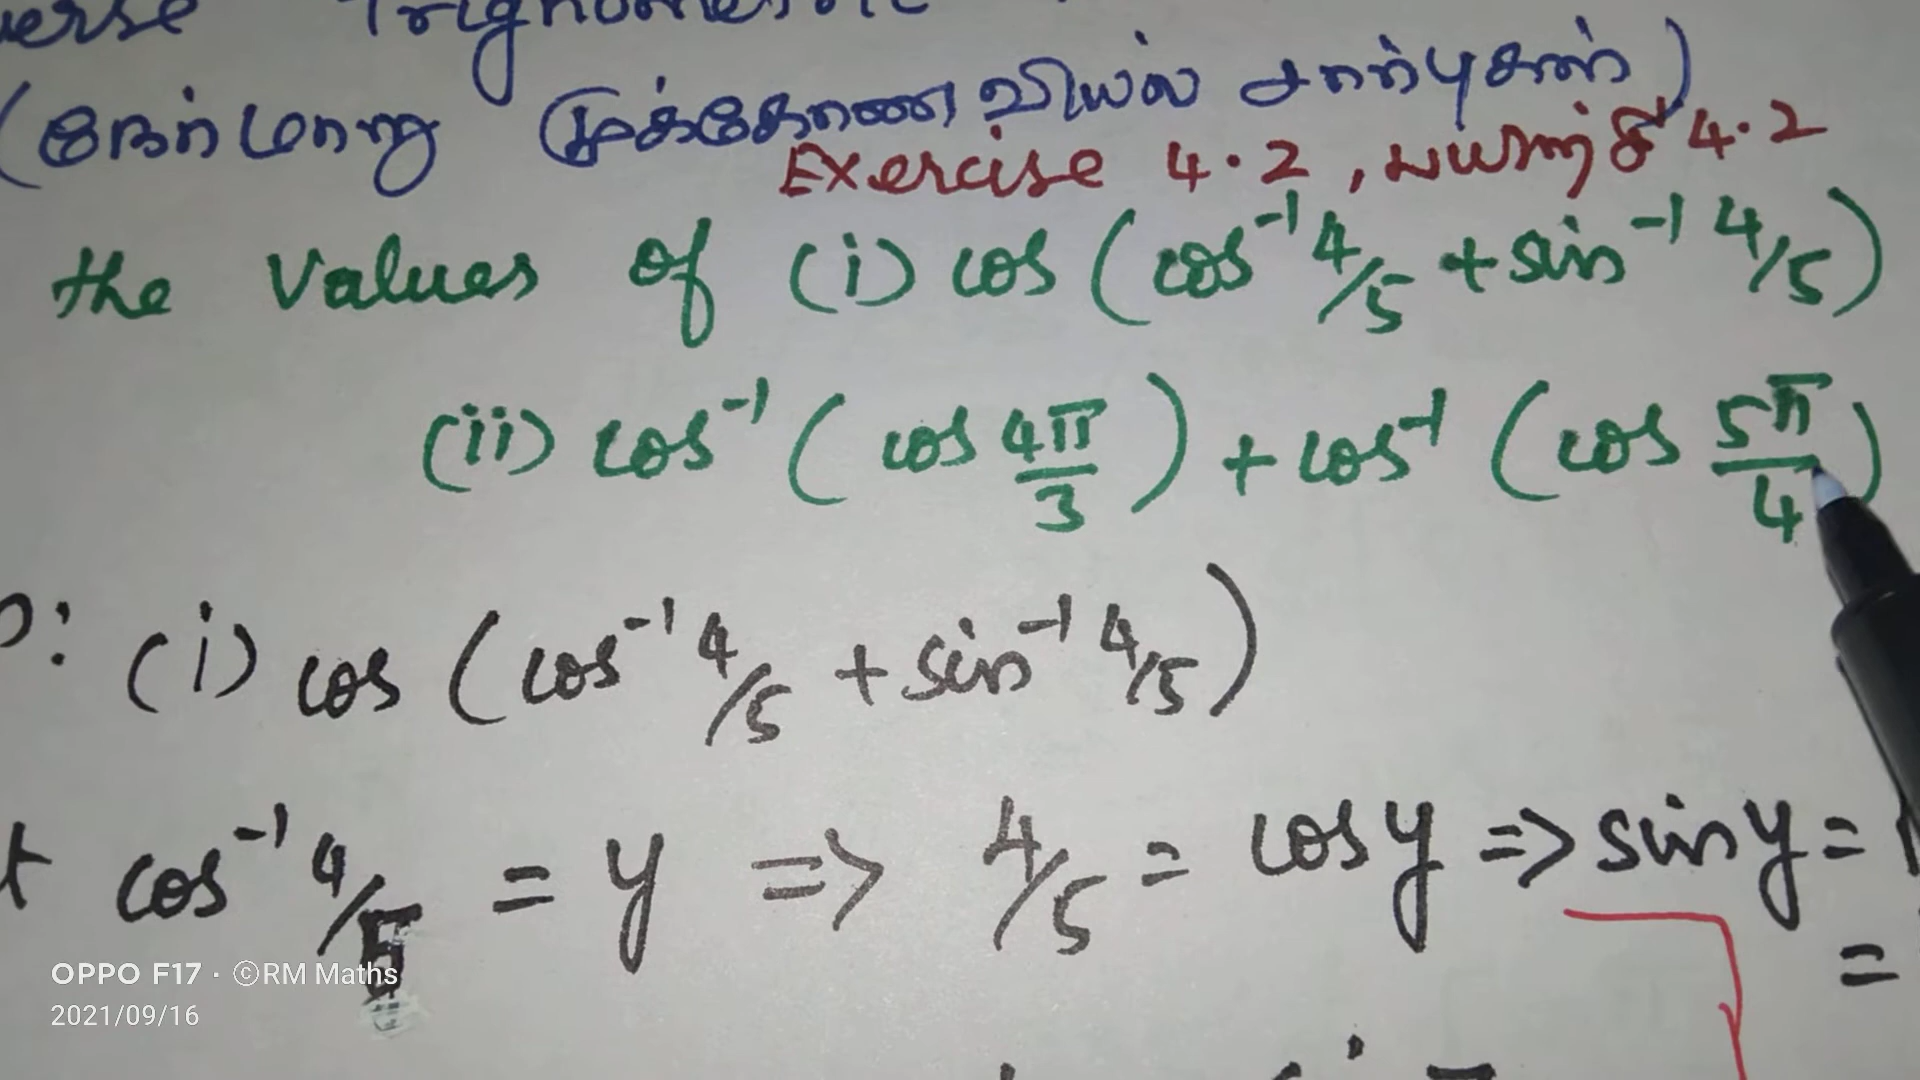 (நேர்மாறு முக்கோணவியல் சார்புகள்)
Exercise 4.2, பயிற்சி 4.2
the values of (i) cos (cos⁻¹ 4/5 + sin⁻¹ 4/5)
(ii) cos⁻¹ ( cos 4π/3 ) + cos⁻¹ ( cos 5π/4 )
(i) cos ( cos⁻¹ 4/5 + sin⁻¹ 4/5 )
cos⁻¹ 4/5 = y => 4/5 = cos y => sin y =
=
OPPO F17 · ©RM Maths
2021/09/16